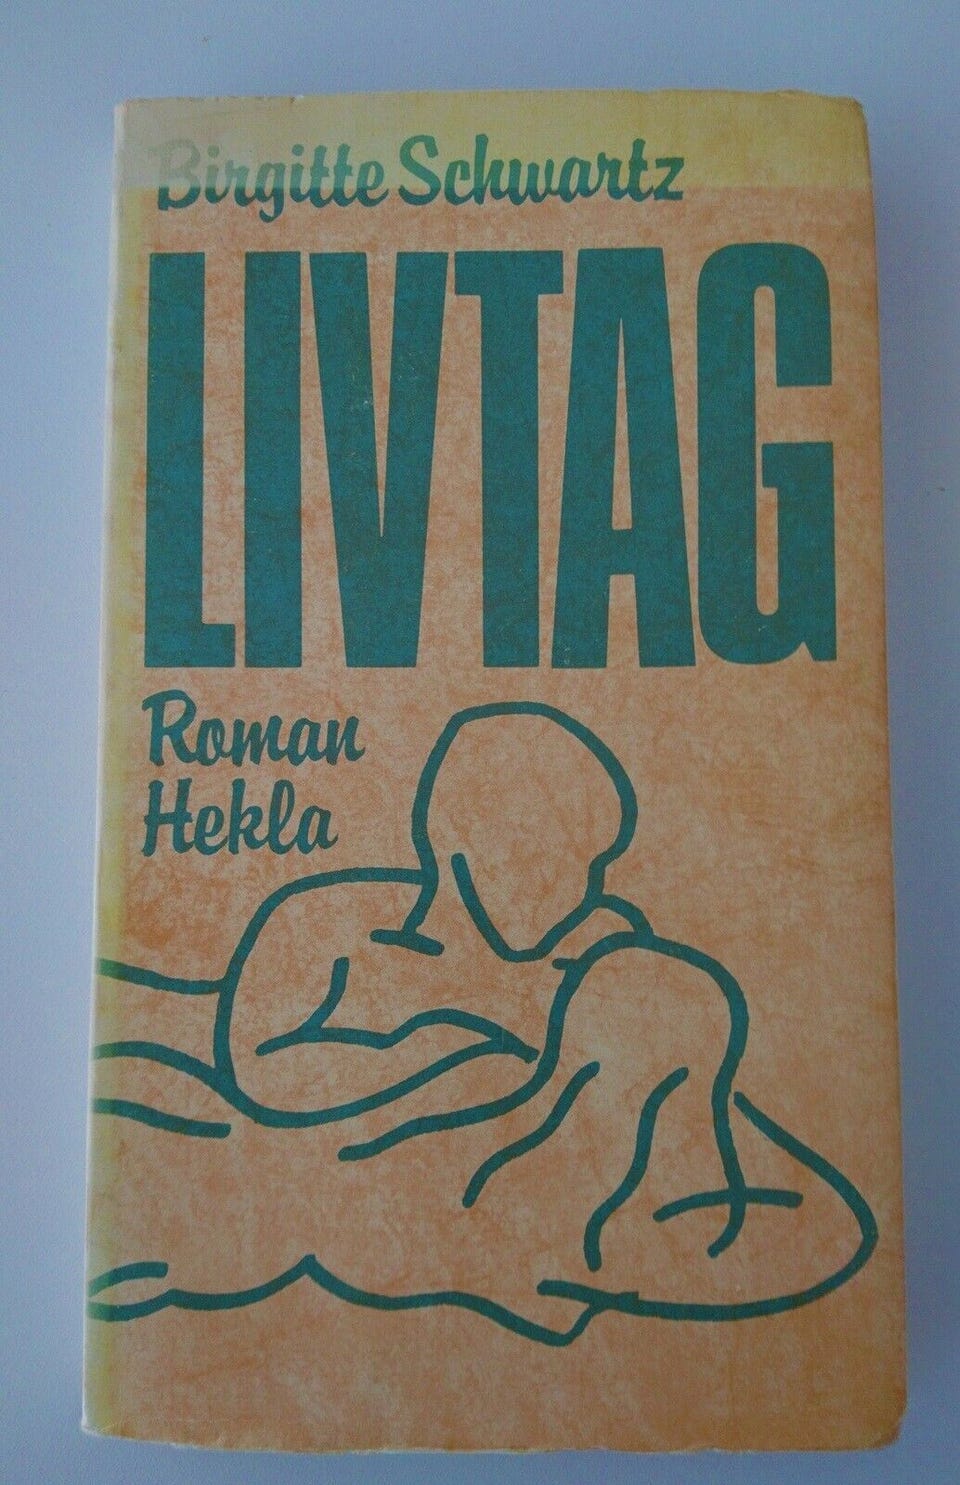 Birgitte Schwartz
LIVTAG
Roman
Hekla